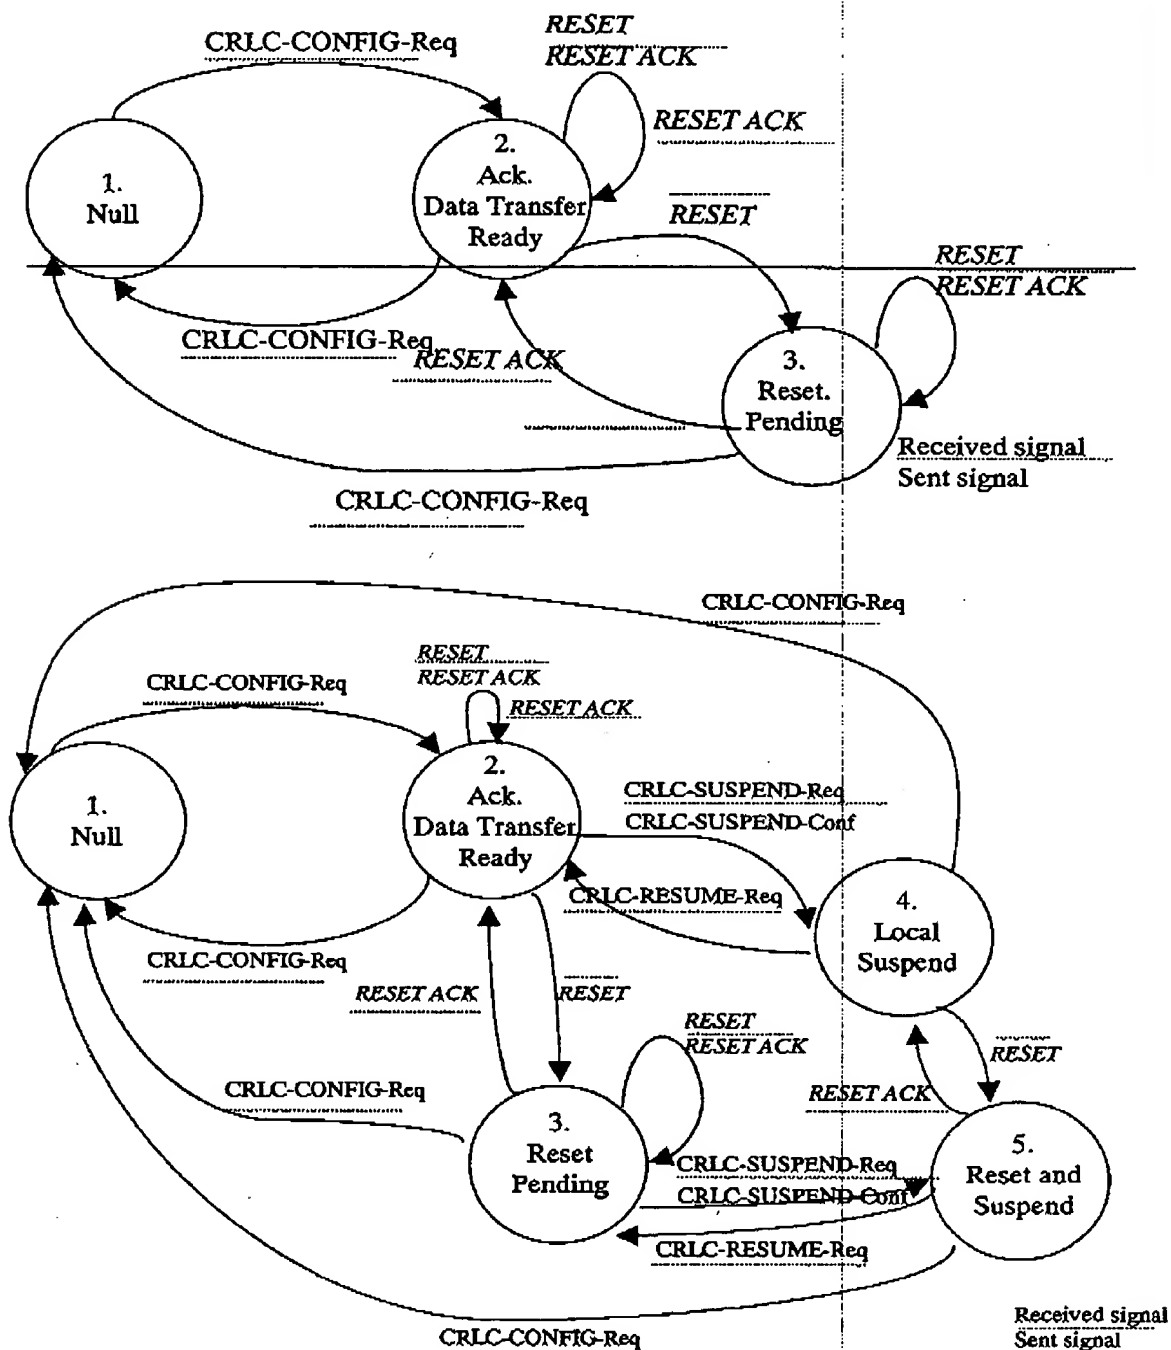 RESET
CRLC-CONFIG-Req
RESET ACK
RESET ACK
2.
Ack.
Data Transfer
Ready
1.
Null
RESET
RESET
RESET ACK
CRLC-CONFIG-Req
RESET ACK
3.
Reset.
Pending
Received signal
Sent signal
CRLC-CONFIG-Req
CRLC-CONFIG-Req
RESET
RESET ACK
CRLC-CONFIG-Req
RESET ACK
2.
Ack.
Data Transfer
Ready
1.
Null
CRLC-SUSPEND-Req
CRLC-SUSPEND-Conf
CRLC-RESUME-Req
4.
Local
Suspend
CRLC-CONFIG-Req
RESET ACK
RESET
RESET
RESET ACK
RESET
CRLC-CONFIG-Req
RESET ACK
3.
Reset
Pending
CRLC-SUSPEND-Req
CRLC-SUSPEND-Conf
5.
Reset and
Suspend
CRLC-RESUME-Req
Received signal
Sent signal
CRLC-CONFIG-Req